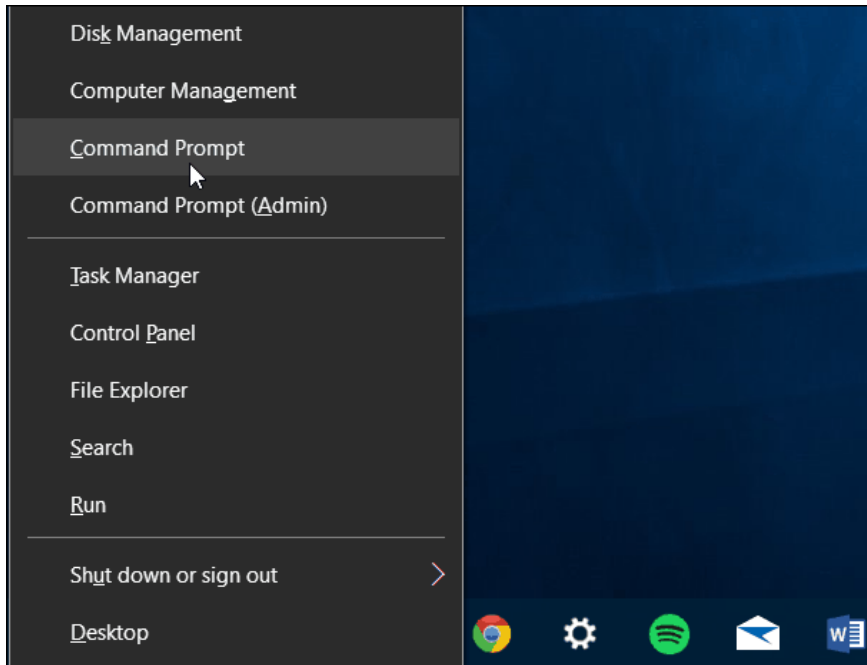 Disk Management
Computer Management
Command Prompt
Command Prompt (Admin)
Task Manager
Control Panel
File Explorer
Search
Run
Shut down or sign out
Desktop
W